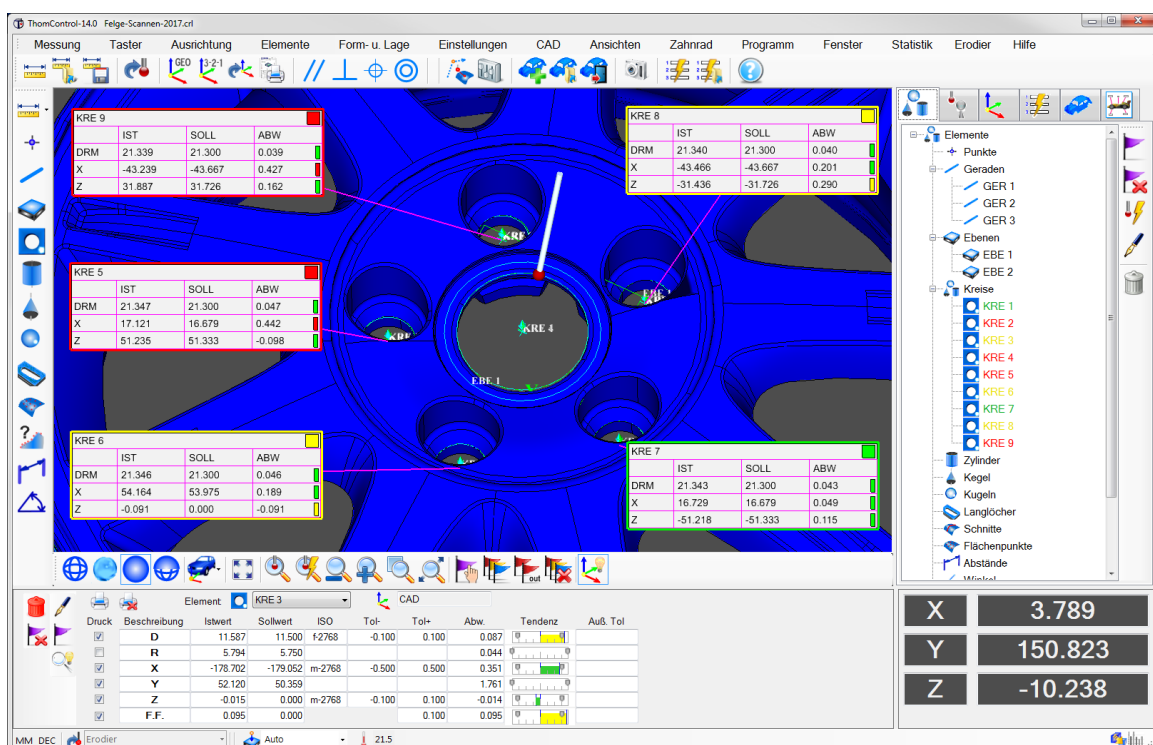 ThomControl-14.0 Felge-Scannen-2017.crl
Messung Taster Ausrichtung Elemente Form- u. Lage Einstellungen CAD Ansichten Zahnrad Programm Fenster Statistik Erodier Hilfe
GEO 3-2-1
KRE 9
IST SOLL ABW
DRM 21.339 21.300 0.039
X -43.239 -43.667 0.427
Z 31.887 31.726 0.162
KRE 8
IST SOLL ABW
DRM 21.340 21.300 0.040
X -43.466 -43.667 0.201
Z -31.436 -31.726 0.290
KRE 5
IST SOLL ABW
DRM 21.347 21.300 0.047
X 17.121 16.679 0.442
Z 51.235 51.333 -0.098
KRE 6
IST SOLL ABW
DRM 21.346 21.300 0.046
X 54.164 53.975 0.189
Z -0.091 0.000 -0.091
KRE 7
IST SOLL ABW
DRM 21.343 21.300 0.043
X 16.729 16.679 0.049
Z -51.218 -51.333 0.115
KRE
KRE
KRE 4
EBE 1
Y
Elemente
Punkte
Geraden
GER 1
GER 2
GER 3
Ebenen
EBE 1
EBE 2
Kreise
KRE 1
KRE 2
KRE 3
KRE 4
KRE 5
KRE 6
KRE 7
KRE 8
KRE 9
Zylinder
Kegel
Kugeln
Langlöcher
Schnitte
Flächenpunkte
Abstände
Winkel
out
Element: KRE 3 CAD
Druck Beschreibung Istwert Sollwert ISO Tol- Tol+ Abw. Tendenz Auß. Tol
D 11.587 11.500 f-2768 -0.100 0.100 0.087
R 5.794 5.750 0.044
X -178.702 -179.052 m-2768 -0.500 0.500 0.351
Y 52.120 50.359 1.761
Z -0.015 0.000 m-2768 -0.100 0.100 -0.014
F.F. 0.095 0.000 0.100 0.095
X 3.789
Y 150.823
Z -10.238
MM DEC Erodier Auto 21.5